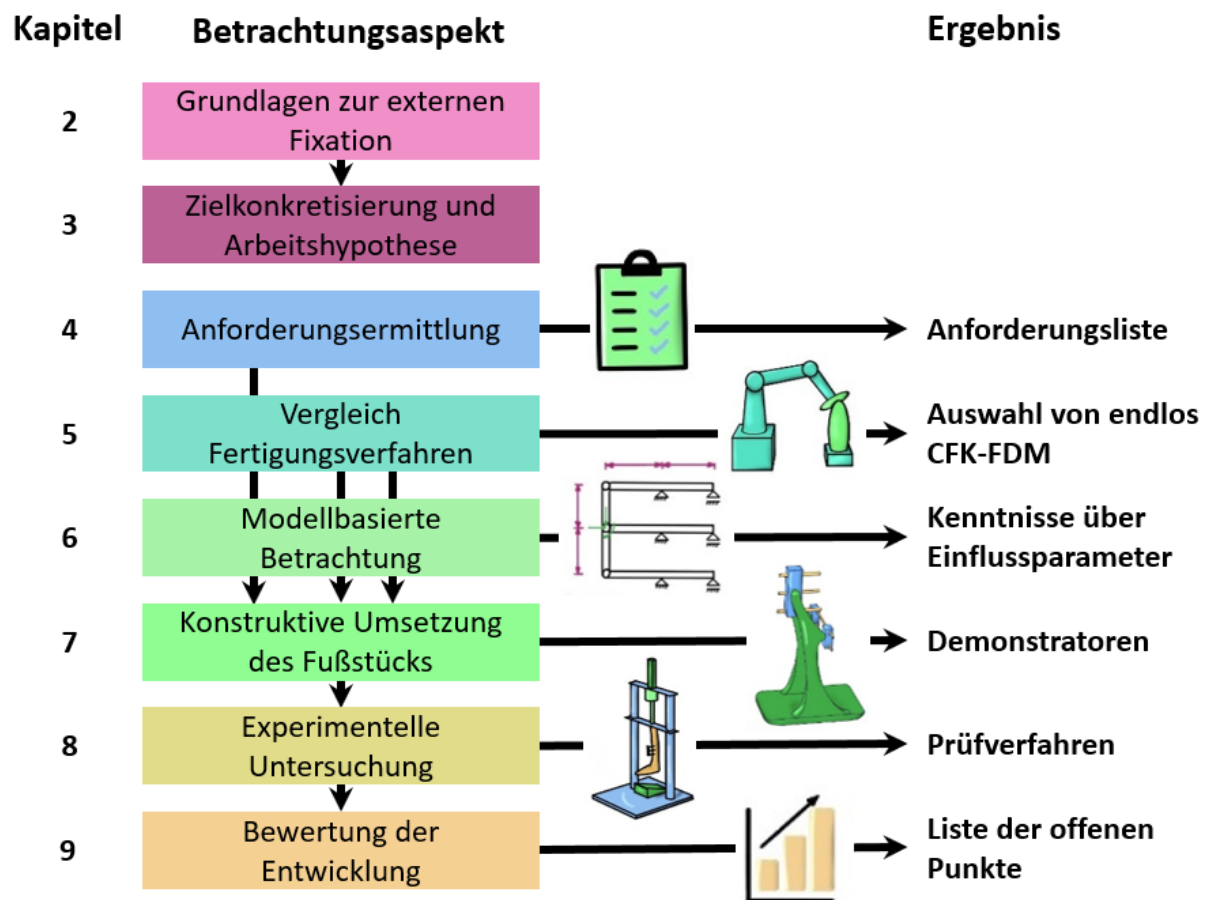 Kapitel Betrachtungsaspekt Ergebnis
2
Grundlagen zur externen
Fixation
3
Zielkonkretisierung und
Arbeitshypothese
4 Anforderungsermittlung Anforderungsliste
5
Vergleich
Fertigungsverfahren
Auswahl von endlos
CFK-FDM
6
Modellbasierte
Betrachtung
Kenntnisse über
Einflussparameter
7
Konstruktive Umsetzung
des Fußstücks
Demonstratoren
8
Experimentelle
Untersuchung
Prüfverfahren
9
Bewertung der
Entwicklung
Liste der offenen
Punkte